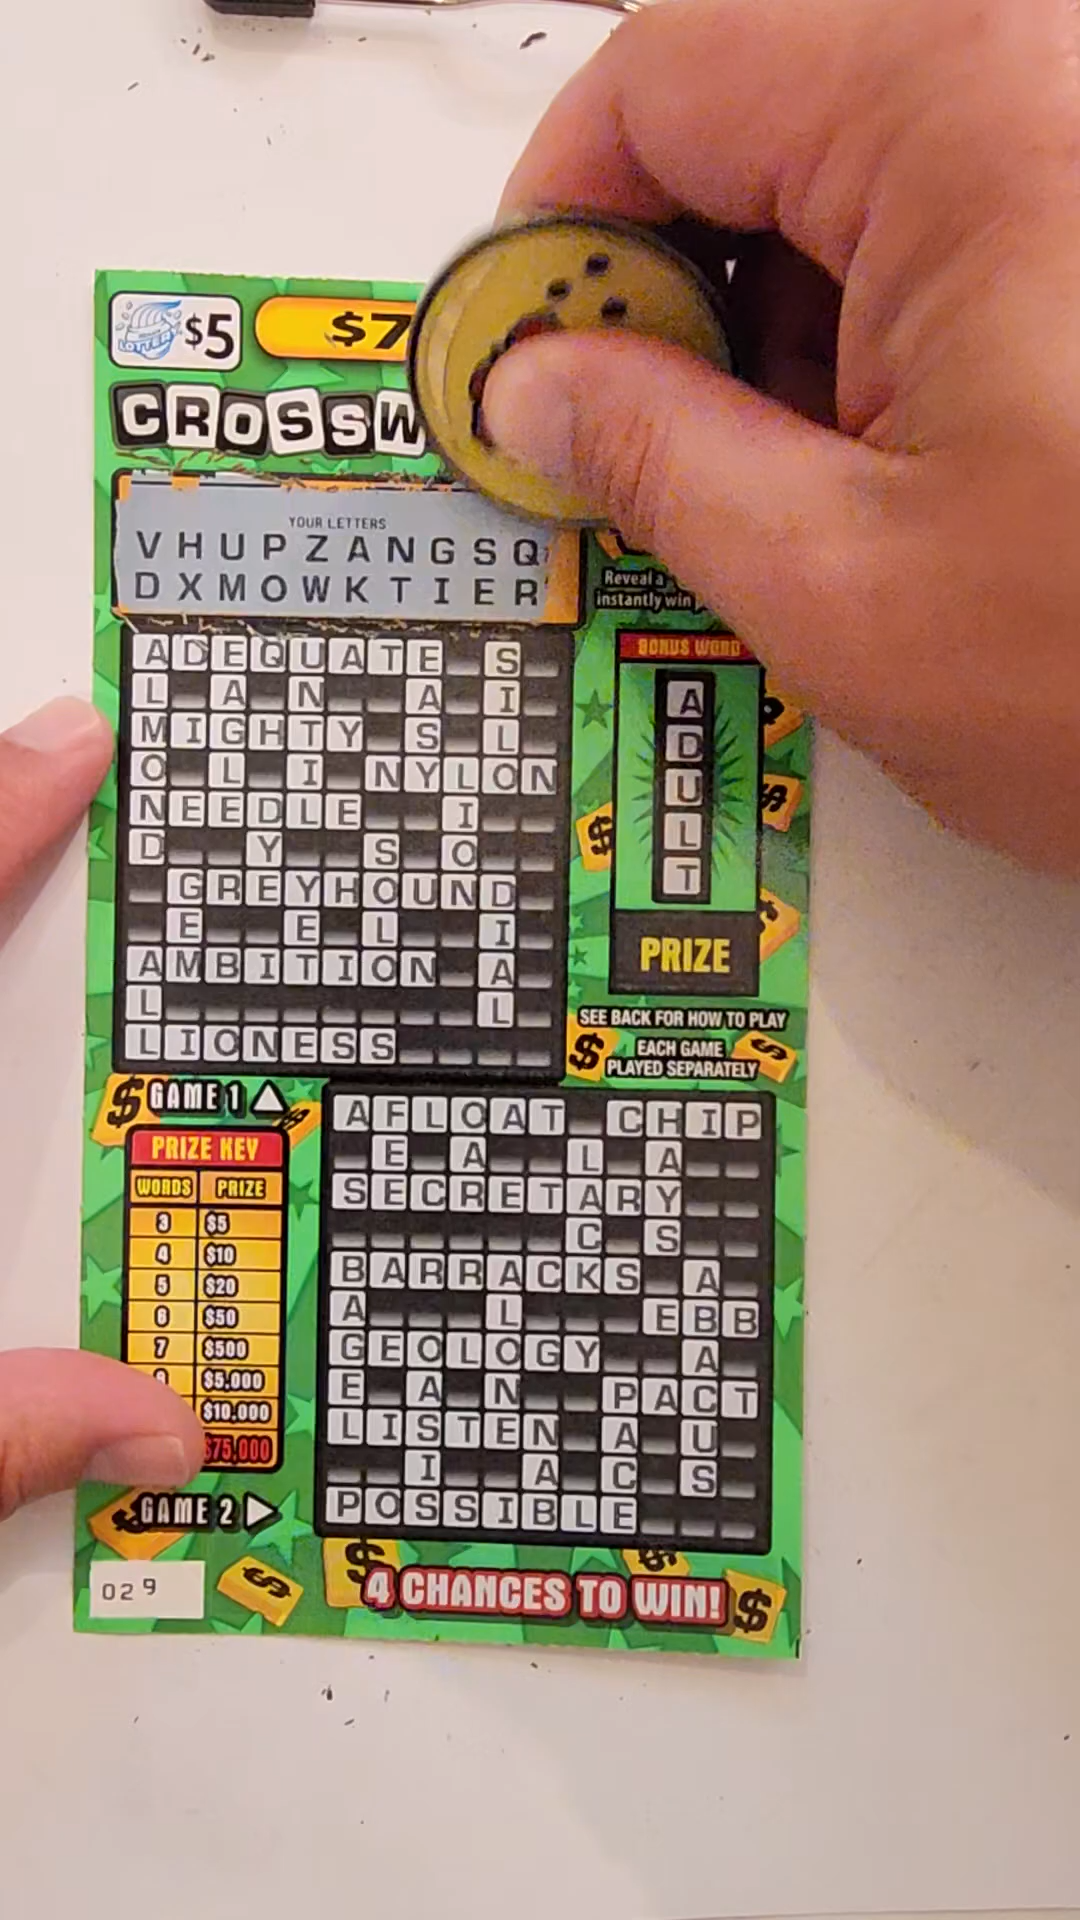 LOTTERY $5 $7
CROSSW
YOUR LETTERS
V H U P Z A N G S Q
D X M O W K T I E R
Reveal a
instantly win
BONUS WORD
A
D
U
L
T
PRIZE
ADEQUATE S
L A N A I
MIGHTY S L
O L I NYLON
NEEDLE I
D Y S O
GREYHOUND
E E L I
AMBITION A
L L
LIONESS
SEE BACK FOR HOW TO PLAY
EACH GAME
PLAYED SEPARATELY
GAME 1
PRIZE KEY
WORDS PRIZE
3 $5
4 $10
5 $20
6 $50
7 $500
$5,000
$10,000
$75,000
GAME 2
AFLOAT CHIP
E A L A
SECRETARY
C S
BARRACKS A
A L EBB
GEOLOGY A
E A N PACT
LISTEN A U
I A C S
POSSIBLE
029
4 CHANCES TO WIN!